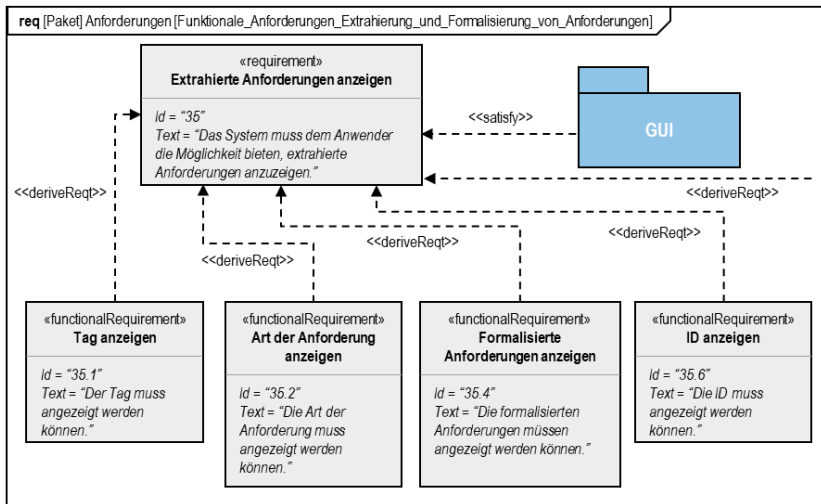 req [Paket] Anforderungen [Funktionale_Anforderungen_Extrahierung_und_Formalisierung_von_Anforderungen]
«requirement»
Extrahierte Anforderungen anzeigen
Id = “35”
Text = “Das System muss dem Anwender
die Möglichkeit bieten, extrahierte
Anforderungen anzuzeigen.”
<<satisfy>>
GUI
<<deriveReqt>>
<<deriveReqt>>
<<deriveReqt>>
<<deriveReqt>>
<<deriveReqt>>
«functionalRequirement»
Tag anzeigen
Id = “35.1”
Text = “Der Tag muss
angezeigt werden
können.”
«functionalRequirement»
Art der Anforderung
anzeigen
Id = “35.2”
Text = “Die Art der
Anforderung muss
angezeigt werden
können.”
«functionalRequirement»
Formalisierte
Anforderungen anzeigen
Id = “35.4”
Text = “Die formalisierten
Anforderungen müssen
angezeigt werden können.”
«functionalRequirement»
ID anzeigen
Id = “35.6”
Text = “Die ID muss
angezeigt werden
können.”